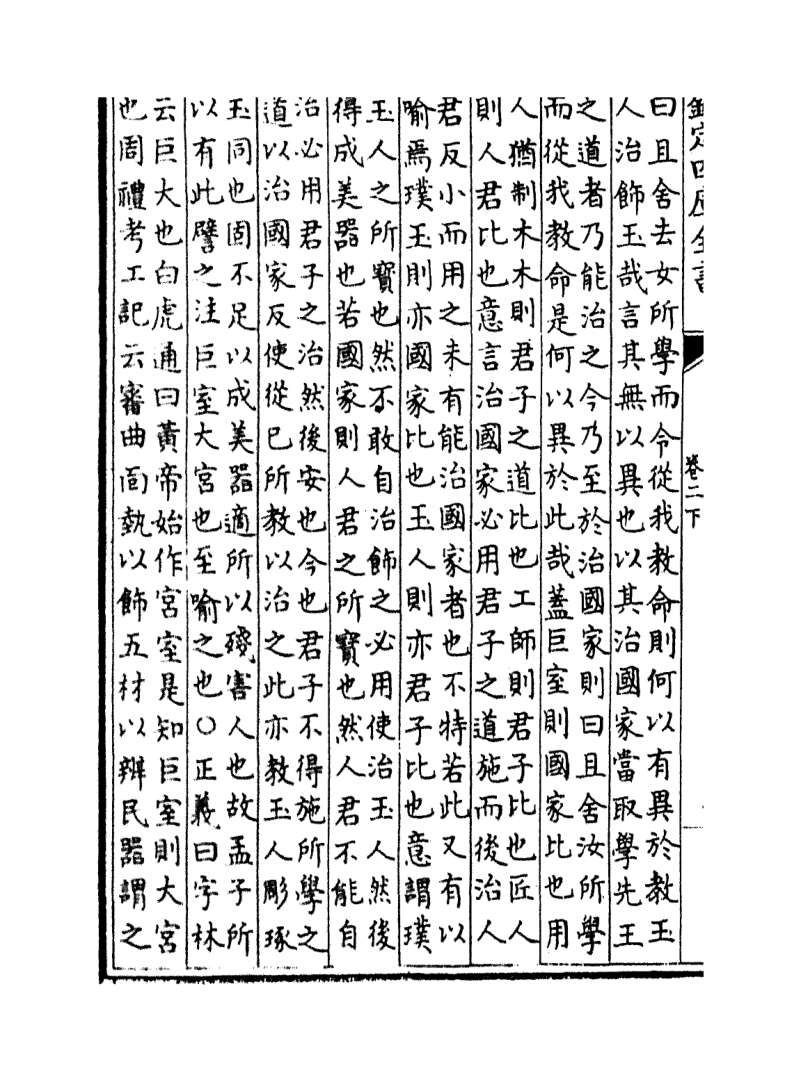 欽定四庫全書
卷二下
曰且舍去女所學而令從我教命則何以有異於教玉
人治飾玉哉言其無以異也以其治國家當取學先王
之道者乃能治之今乃至於治國家則曰且舍汝所學
而從我教命是何以異於此哉蓋巨室則國家比也用
人猶制木木則君子之道比也工師則君子比也匠人
則人君比也意言治國家必用君子之道施而後治人
君反小而用之未有能治國家者也不特若此又有以
喻焉璞玉則亦國家比也玉人則亦君子比也意謂璞
玉人之所寶也然不敢自治飾之必用使治玉人然後
得成美器也若國家則人君之所寶也然人君不能自
治必用君子之治然後安也今也君子不得施所學之
道以治國家反使從已所教以治之此亦教玉人彫琢
玉同也固不足以成美器適所以殘害人也故孟子所
以有此譬之注巨室大宮也至喻之也○正義曰字林
云巨大也白虎通曰黃帝始作宮室是知巨室則大宮
也周禮考工記云審曲面埶以飾五材以辨民器謂之